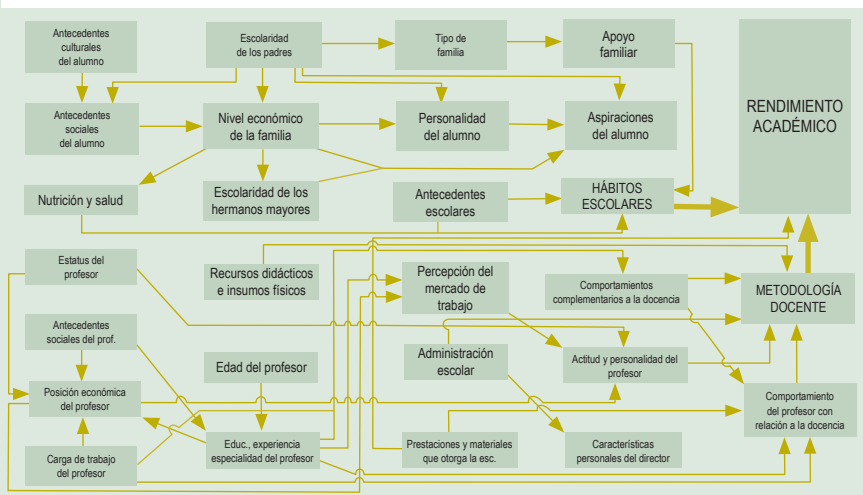 Antecedentes
culturales
del alumno
Escolaridad
de los padres
Tipo de
familia
Apoyo
familiar
RENDIMIENTO
ACADÉMICO
Antecedentes
sociales
del alumno
Nivel económico
de la familia
Personalidad
del alumno
Aspiraciones
del alumno
Nutrición y salud
Escolaridad de los
hermanos mayores
Antecedentes
escolares
HÁBITOS
ESCOLARES
Estatus del
profesor
Recursos didácticos
e insumos físicos
Percepción del
mercado de
trabajo
Comportamientos
complementarios a la docencia
METODOLOGÍA
DOCENTE
Antecedentes
sociales del prof.
Edad del profesor
Administración
escolar
Actitud y personalidad del
profesor
Posición económica
del profesor
Comportamiento
del profesor con
relación a la docencia
Carga de trabajo
del profesor
Educ., experiencia
especialidad del profesor
Prestaciones y materiales
que otorga la esc.
Características
personales del director